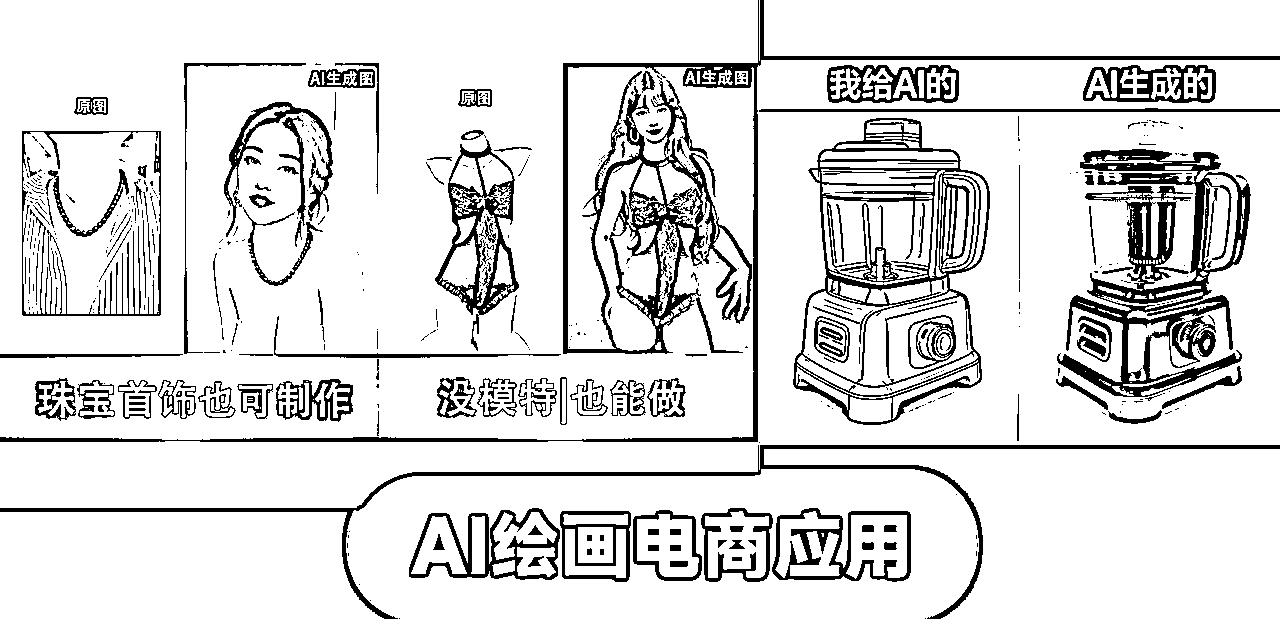 原图
AI生成图
原图
AI生成图
我给AI的
AI生成的
珠宝首饰也可制作
没模特|也能做
AI绘画电商应用